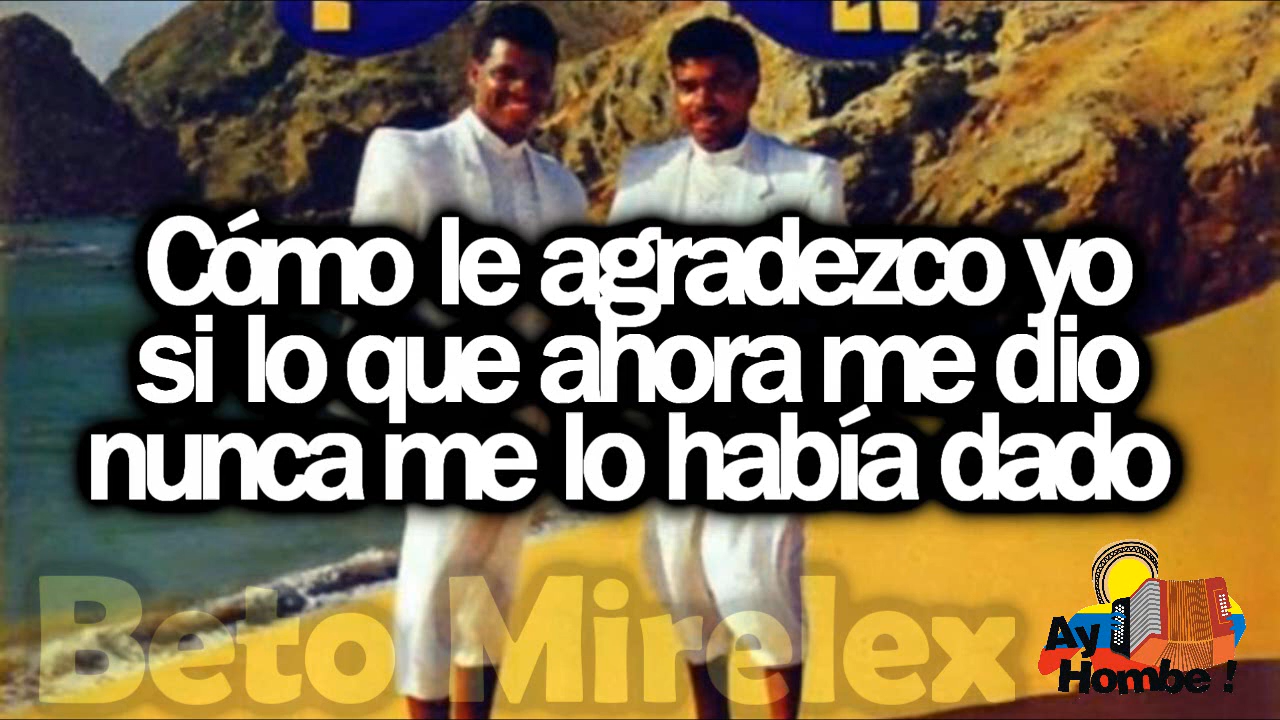 Cómo le agradezco yo
si lo que ahora me dio
nunca me lo había dado
Beto Mirelex
Ay
Hombe !